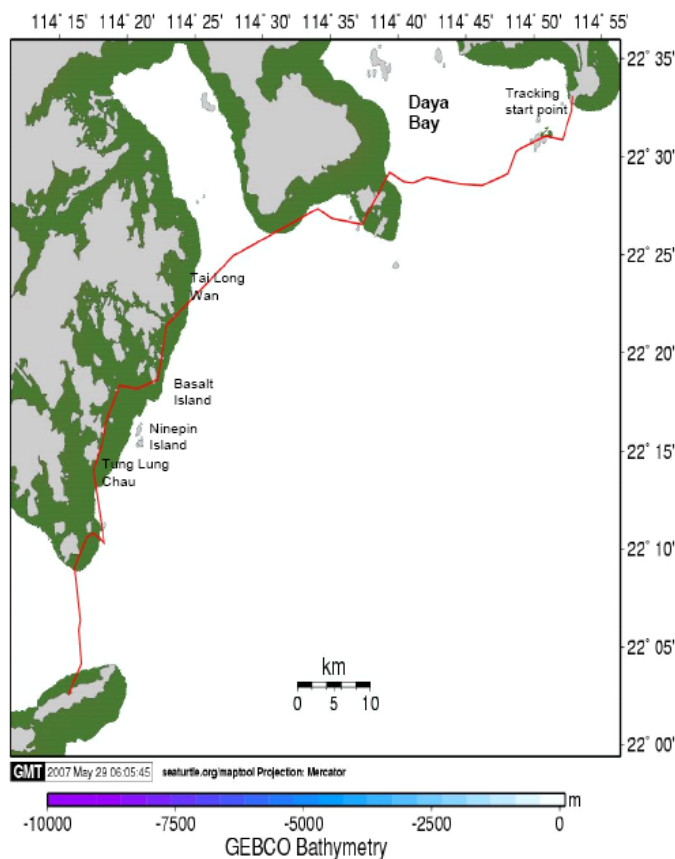 114° 15' 114° 20' 114° 25' 114° 30' 114° 35' 114° 40' 114° 45' 114° 50' 114° 55'
22° 35'
Tracking
start point
Daya
Bay
22° 30'
22° 25'
Tai Long
Wan
22° 20'
Basalt
Island
Ninepin
Island
22° 15'
Tung Lung
Chau
22° 10'
22° 05'
km
0 5 10
22° 00'
GMT 2007 May 29 06:05:45 seaturtle.org/maptool Projection: Mercator
m
-10000 -7500 -5000 -2500 0
GEBCO Bathymetry